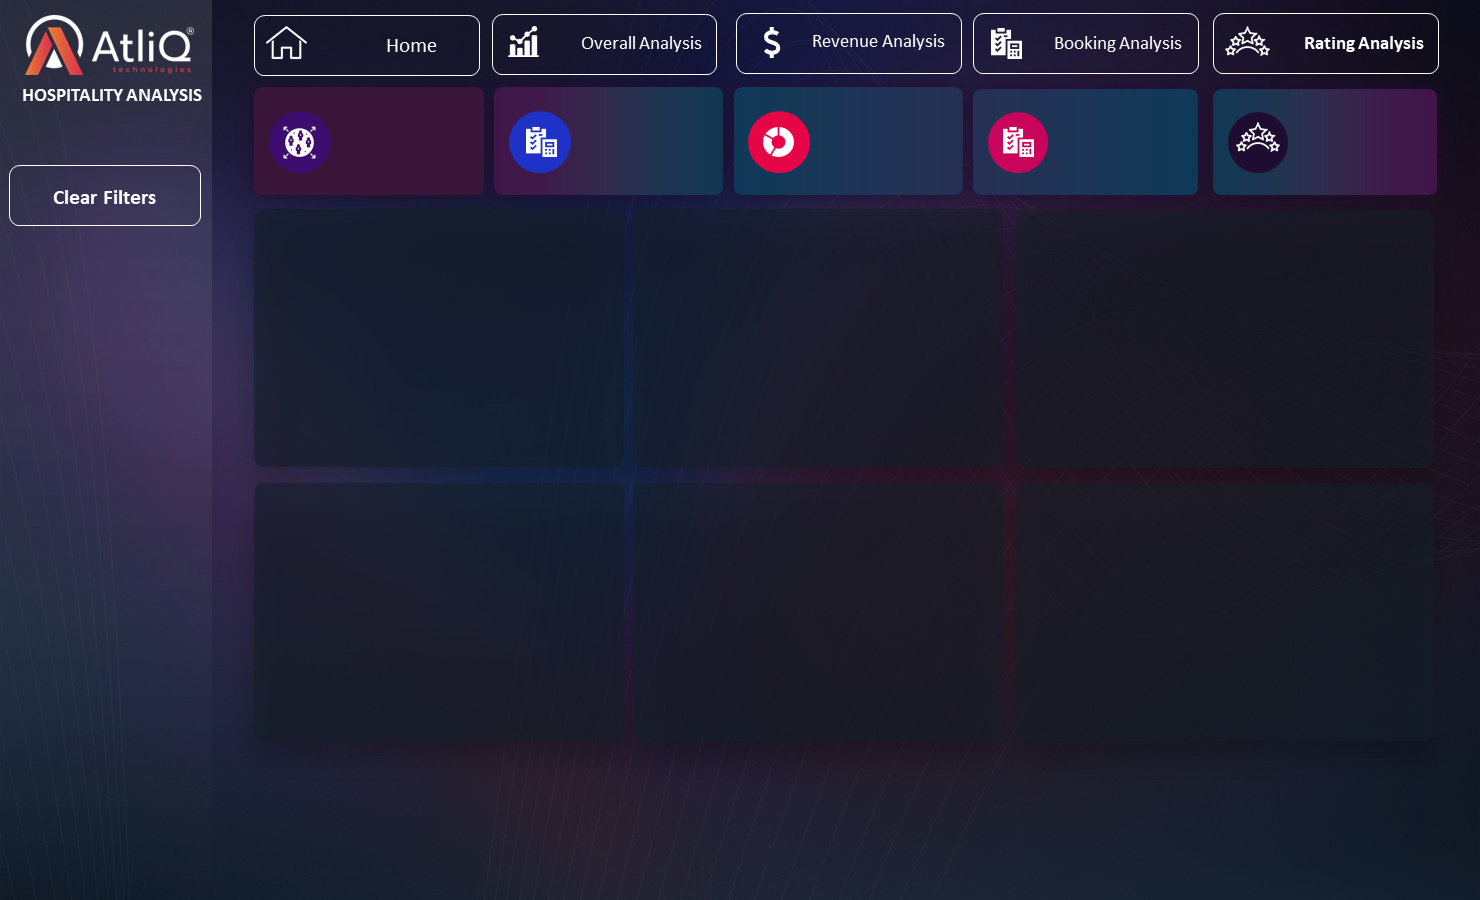 AtliQ®
technologies
HOSPITALITY ANALYSIS
Clear Filters
Home
Overall Analysis
Revenue Analysis
Booking Analysis
Rating Analysis